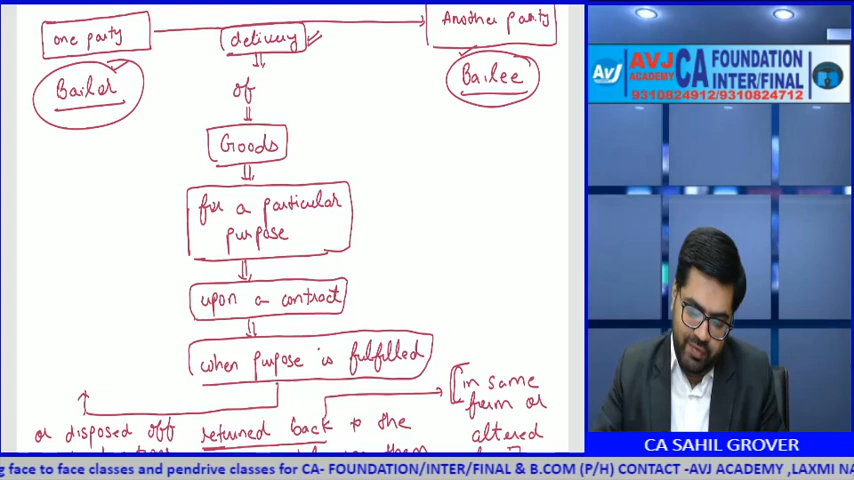 one party
delivery
Another party
Bailor
Bailee
of
Goods
for a particular
purpose
upon a contract
when purpose is fulfilled
in same
form or
altered
or disposed off returned back to the
AVJ
AVJ
ACADEMY
CA
FOUNDATION
INTER/FINAL
9310824912/9310824712
CA SAHIL GROVER
g face to face classes and pendrive classes for CA- FOUNDATION/INTER/FINAL & B.COM (P/H) CONTACT -AVJ ACADEMY ,LAXMI NA